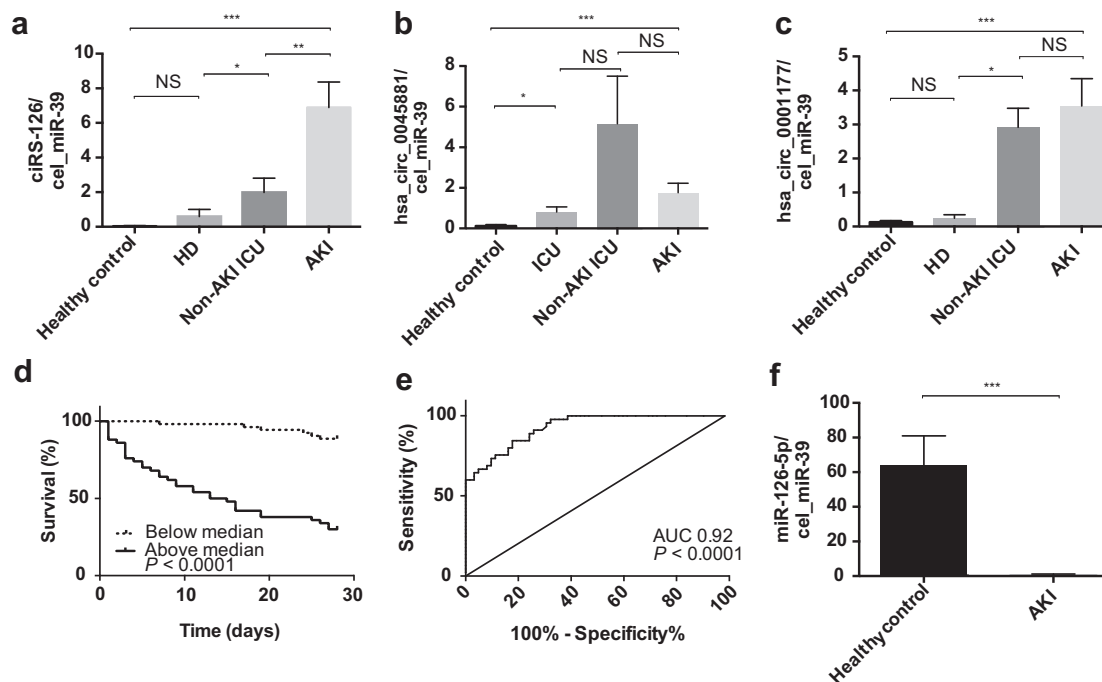 a
***
**
*
NS
10
8
6
4
2
0
ciRS-126/
cel_miR-39
Healthy control
HD
Non-AKI ICU
AKI
b
***
NS
NS
*
8
6
4
2
0
hsa_circ_0045881/
cel_miR-39
Healthy control
ICU
Non-AKI ICU
AKI
c
***
NS
*
NS
5
4
3
2
1
0
hsa_circ_0001177/
cel_miR-39
Healthy control
HD
Non-AKI ICU
AKI
d
100
50
0
Survival (%)
Below median
Above median
P < 0.0001
0
10
20
30
Time (days)
e
100
50
0
Sensitivity (%)
AUC 0.92
P < 0.0001
0
20
40
60
80
100
100% - Specificity%
f
***
100
80
60
40
20
0
miR-126-5p/
cel_miR-39
Healthy control
AKI